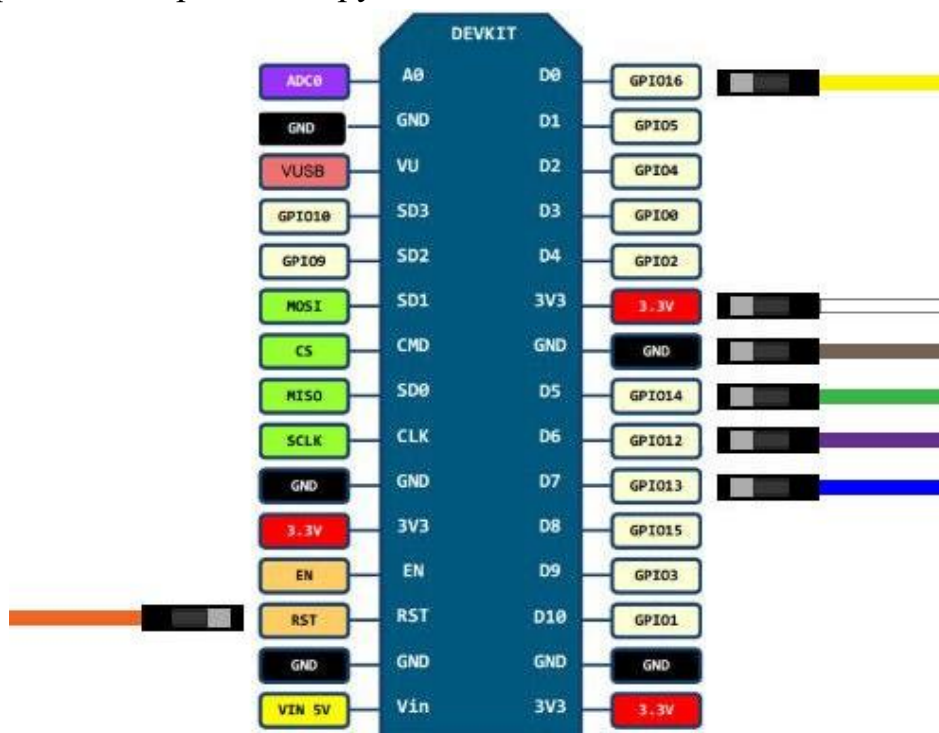 DEVKIT
ADC0 A0 D0 GPIO16
GND GND D1 GPIO5
VUSB VU D2 GPIO4
GPIO10 SD3 D3 GPIO0
GPIO9 SD2 D4 GPIO2
MOSI SD1 3V3 3.3V
CS CMD GND GND
MISO SD0 D5 GPIO14
SCLK CLK D6 GPIO12
GND GND D7 GPIO13
3.3V 3V3 D8 GPIO15
EN EN D9 GPIO3
RST RST D10 GPIO1
GND GND GND GND
VIN 5V Vin 3V3 3.3V